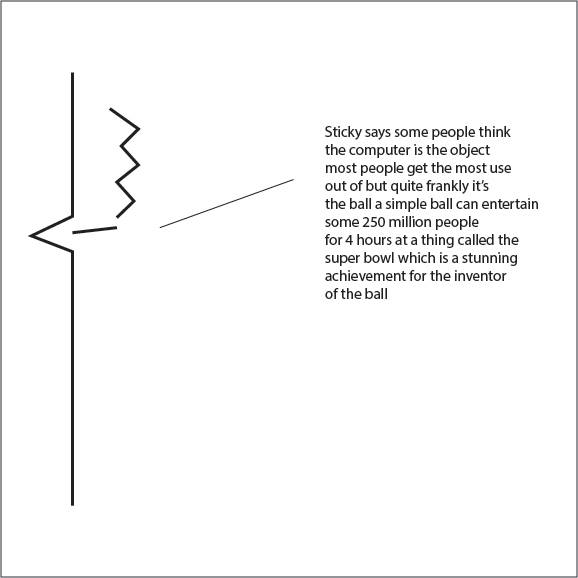 Sticky says some people think
the computer is the object
most people get the most use
out of but quite frankly it's
the ball a simple ball can entertain
some 250 million people
for 4 hours at a thing called the
super bowl which is a stunning
achievement for the inventor
of the ball